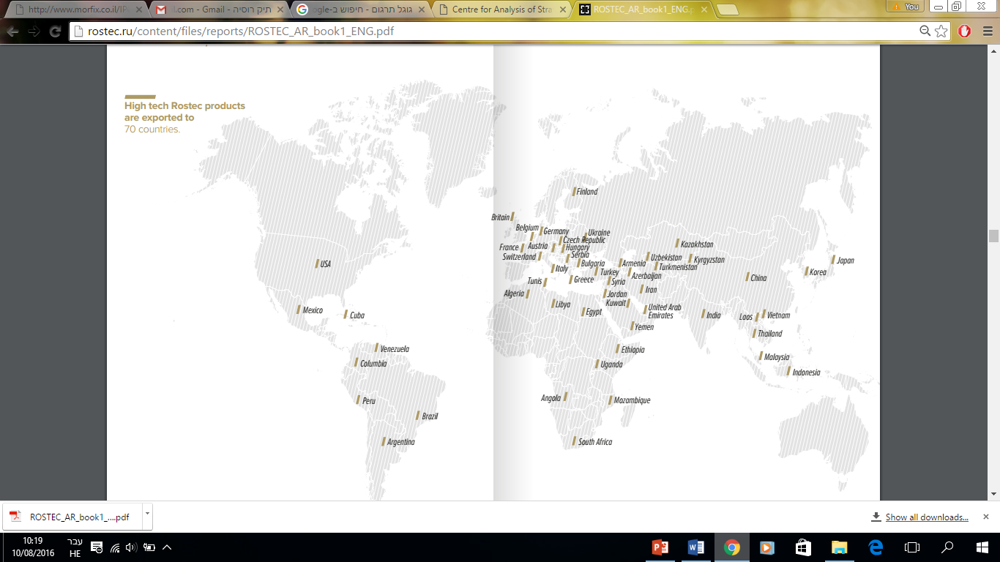 http://www.morfix.co.il/IP
l.com - Gmail - תיק רוסיה
גוגל תרגום - חיפוש ב-ogle
Centre for Analysis of Stra
ROSTEC_AR_book1_ENG.p
You
rostec.ru/content/files/reports/ROSTEC_AR_book1_ENG.pdf
High tech Rostec products
are exported to
70 countries.
Finland
Britain
Belgium
Germany
Ukraine
Czech Republic
France
Austria
Hungary
Kazakhstan
Switzerland
Serbia
Uzbekistan
Kyrgyzstan
Japan
USA
Italy
Bulgaria
Armenia
Turkmenistan
Turkey
Azerbaijan
Korea
Tunis
Greece
Syria
China
Algeria
Jordan
Iran
Kuwait
Libya
Egypt
United Arab
Emirates
India
Laos
Vietnam
Mexico
Cuba
Yemen
Thailand
Venezuela
Ethiopia
Malaysia
Columbia
Uganda
Indonesia
Peru
Angola
Mozambique
Brazil
Argentina
South Africa
ROSTEC_AR_book1_....pdf
Show all downloads...
10:19
10/08/2016
עבר
HE